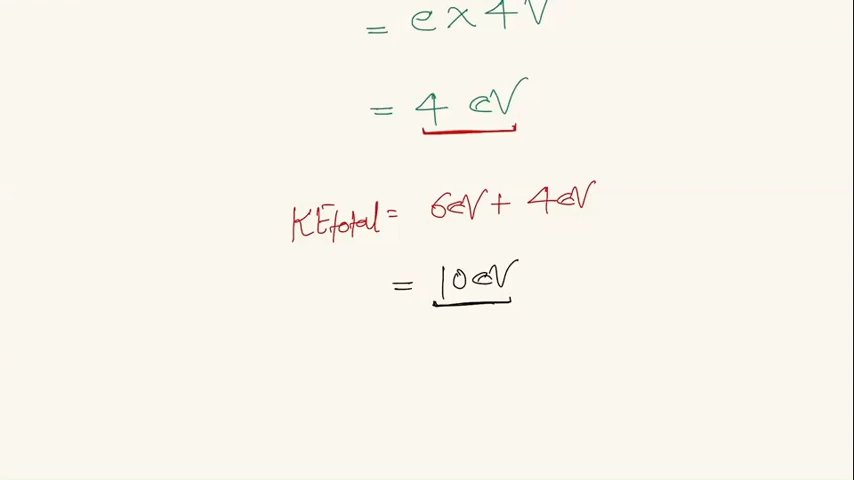 = e × 4V
= 4 eV
KEtotal = 6eV + 4eV
= 10eV